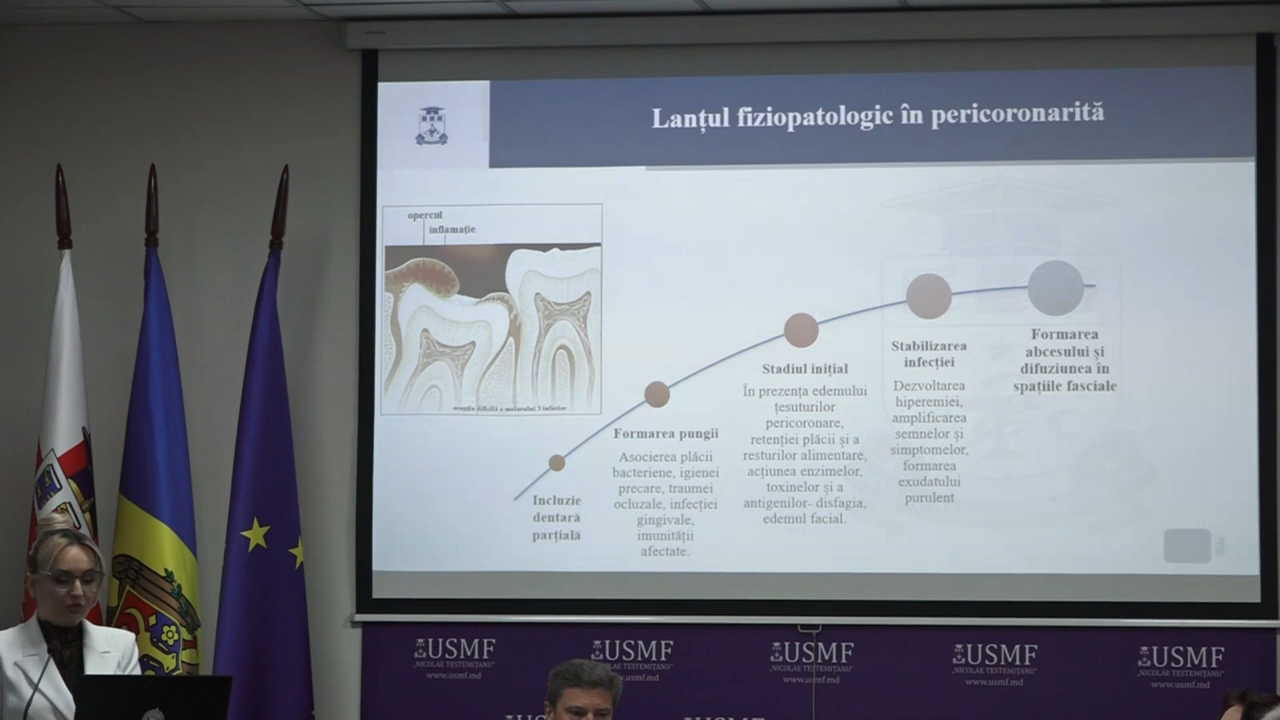 Lanțul fiziopatologic în pericoronarită
opercul
inflamație
erupția dificilă a molarului 3 inferior
Incluzie
dentară
parțială
Formarea pungii
Asocierea plăcii
bacteriene, igienei
precare, traumei
ocluzale, infecției
gingivale,
imunității
afectate.
Stadiul inițial
În prezența edemului
țesuturilor
pericoronare,
retenției plăcii și a
resturilor alimentare,
acțiunea enzimelor,
toxinelor și a
antigenilor- disfagia,
edemul facial.
Stabilizarea
infecției
Dezvoltarea
hiperemiei,
amplificarea
semnelor și
simptomelor,
formarea
exudatului
purulent
Formarea
abcesului și
difuziunea în
spațiile fasciale
USMF
„NICOLAE TESTEMIȚANU”
www.usmf.md
USMF
„NICOLAE TESTEMIȚANU”
www.usmf.md
USMF
„NICOLAE TESTEMIȚANU”
www.usmf.md
USMF
„NICOLAE TESTEMIȚANU”
www.usmf.md
USMF
„NICOLAE TESTEMIȚANU”
www.usmf.md
USMF
USMF